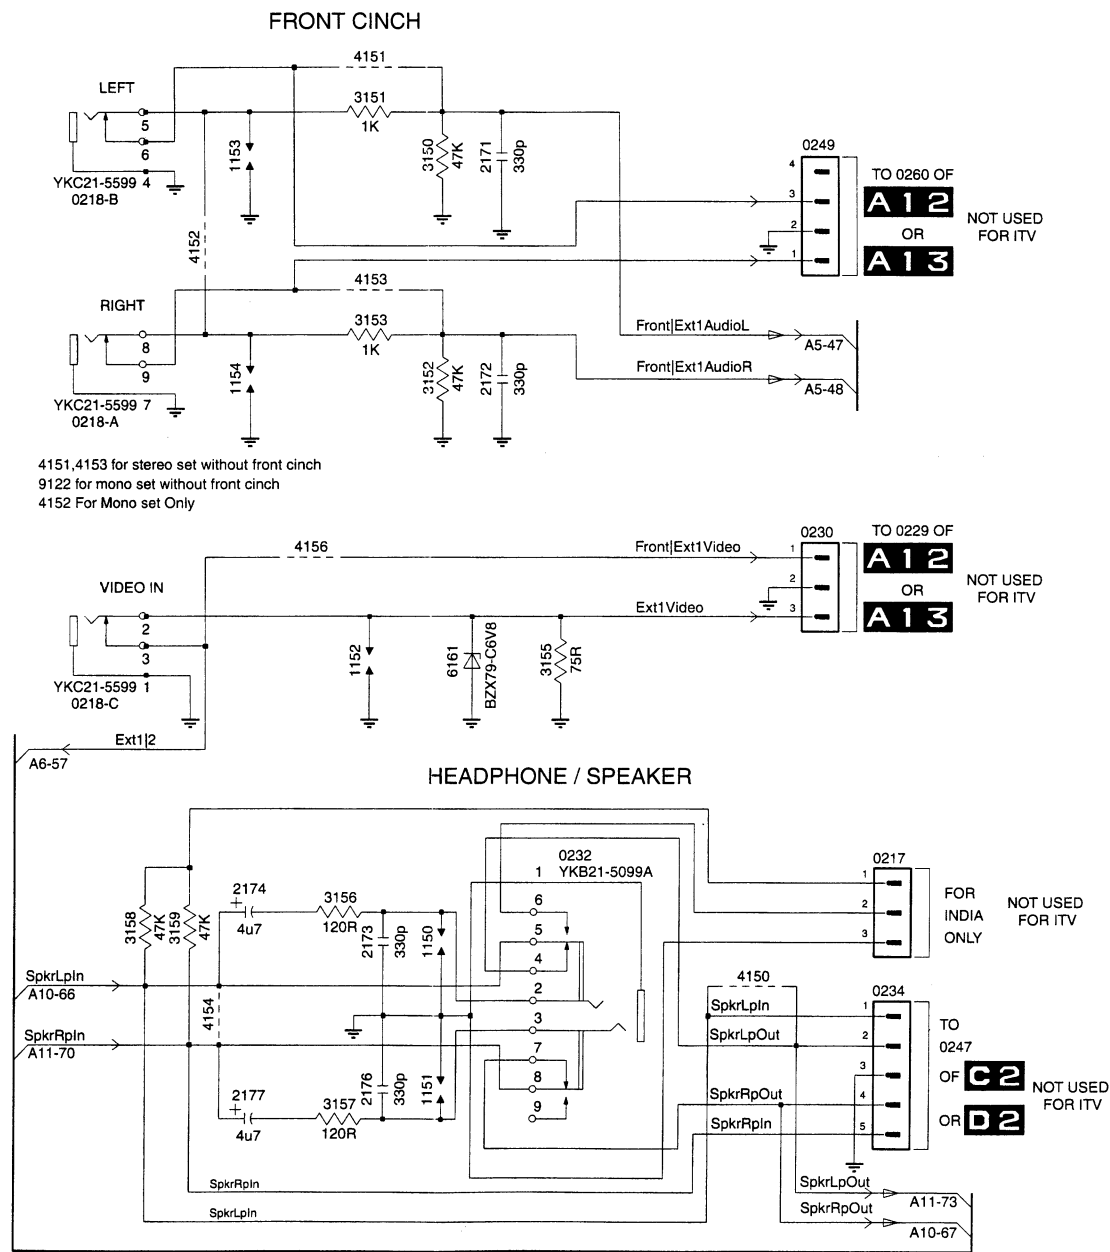 FRONT CINCH
4151
LEFT
3151
1K
5
6
1153
3150
47K
2171
330p
YKC21-5599 4
0218-B
0249
4
3
2
1
TO 0260 OF
A12
OR
A13
NOT USED
FOR ITV
4152
4153
RIGHT
3153
1K
8
9
1154
3152
47K
2172
330p
YKC21-5599 7
0218-A
Front|Ext1AudioL
A5-47
Front|Ext1AudioR
A5-48
4151,4153 for stereo set without front cinch
9122 for mono set without front cinch
4152 For Mono set Only
4156
Front|Ext1Video
0230
1
2
3
TO 0229 OF
A12
OR
A13
NOT USED
FOR ITV
VIDEO IN
2
3
Ext1Video
1152
6161
BZX79-C6V8
3155
75R
YKC21-5599 1
0218-C
Ext1|2
A6-57
HEADPHONE / SPEAKER
0232
YKB21-5099A
1
6
5
4
2
3
7
8
9
0217
1
2
3
FOR
INDIA
ONLY
NOT USED
FOR ITV
3158
47K
3159
47K
2174
4u7
3156
120R
2173
330p
1150
SpkrLpIn
A10-66
4154
SpkrRpIn
A11-70
2177
4u7
3157
120R
2176
330p
1151
4150
SpkrLpIn
SpkrLpOut
SpkrRpOut
SpkrRpIn
0234
1
2
3
4
5
TO
0247
OF C2
OR D2
NOT USED
FOR ITV
SpkrRpIn
SpkrLpIn
SpkrLpOut
A11-73
SpkrRpOut
A10-67